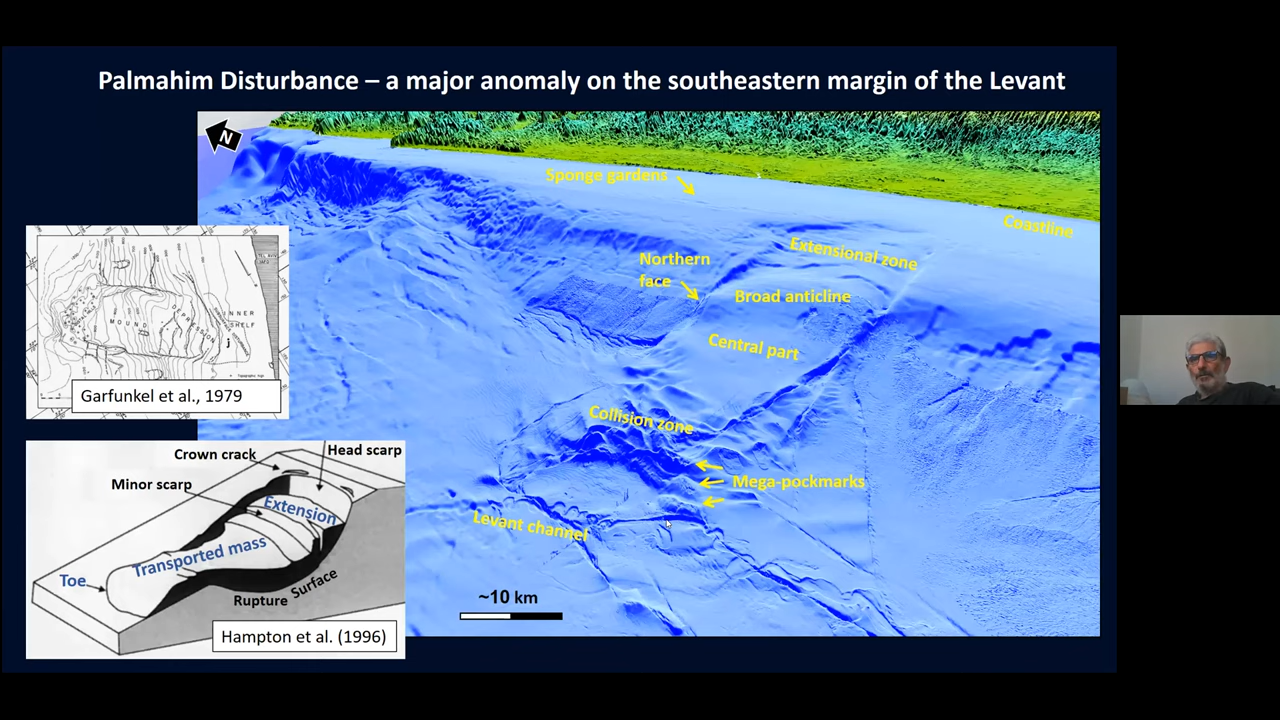 Palmahim Disturbance – a major anomaly on the southeastern margin of the Levant
N
Sponge gardens
Coastline
Extensional zone
Northern
face
Broad anticline
Central part
Collision zone
Mega-pockmarks
Levant channel
~10 km
INNER
SHELF
MOUND
DEPRESSION
Garfunkel et al., 1979
Crown crack
Head scarp
Minor scarp
Extension
Transported mass
Toe
Rupture Surface
Hampton et al. (1996)